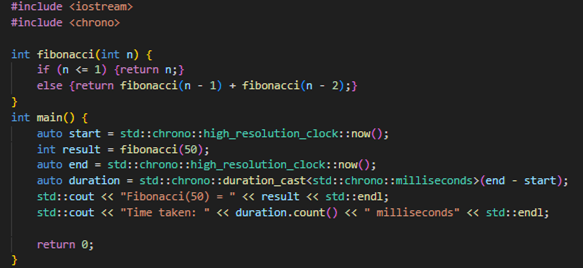 #include <iostream>
#include <chrono>

int fibonacci(int n) {
    if (n <= 1) {return n;}
    else {return fibonacci(n - 1) + fibonacci(n - 2);}
}
int main() {
    auto start = std::chrono::high_resolution_clock::now();
    int result = fibonacci(50);
    auto end = std::chrono::high_resolution_clock::now();
    auto duration = std::chrono::duration_cast<std::chrono::milliseconds>(end - start);
    std::cout << "Fibonacci(50) = " << result << std::endl;
    std::cout << "Time taken: " << duration.count() << " milliseconds" << std::endl;

    return 0;
}